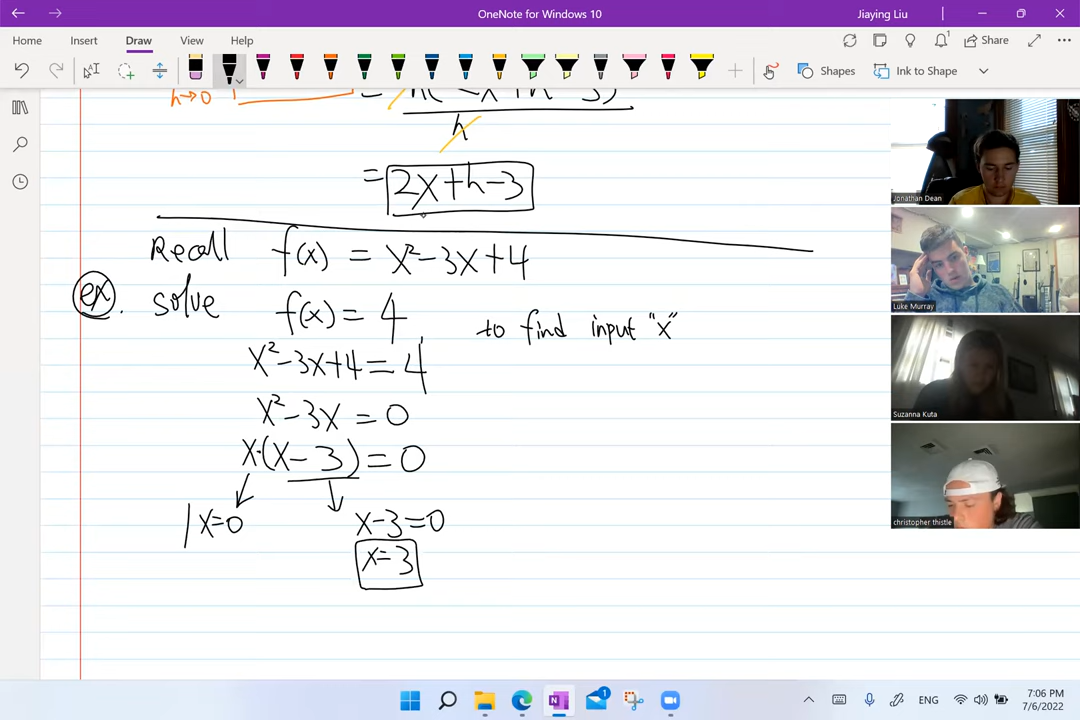 OneNote for Windows 10
Jiaying Liu
Home Insert Draw View Help
Share
Shapes
Ink to Shape
h→0
h
= 2x+h-3
Recall f(x) = x²-3x+4
ex. solve f(x) = 4 to find input "x"
x²-3x+4 = 4
x²-3x = 0
x·(x-3) = 0
x=0
x-3=0
x=3
Jonathan Dean
Luke Murray
Suzanna Kuta
christopher thistle
1
ENG
7:06 PM
7/6/2022